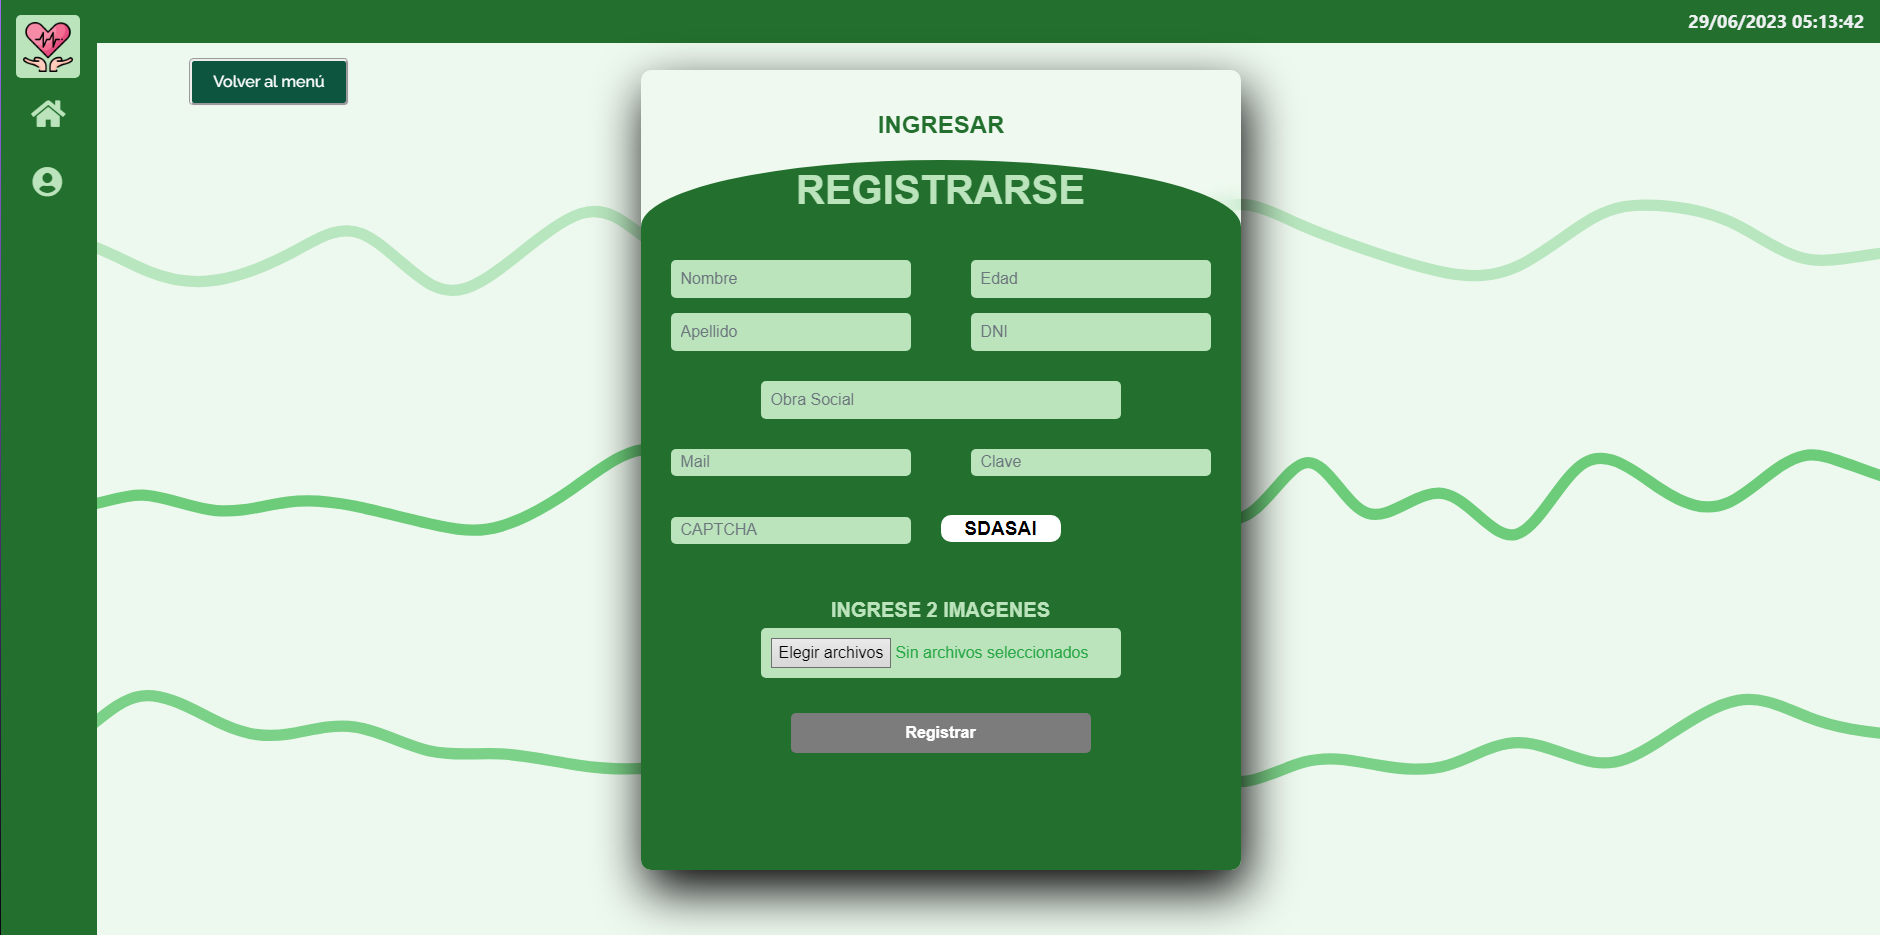 29/06/2023 05:13:42
Volver al menú
INGRESAR
REGISTRARSE
Nombre
Edad
Apellido
DNI
Obra Social
Mail
Clave
CAPTCHA
SDASAI
INGRESE 2 IMAGENES
Elegir archivos Sin archivos seleccionados
Registrar